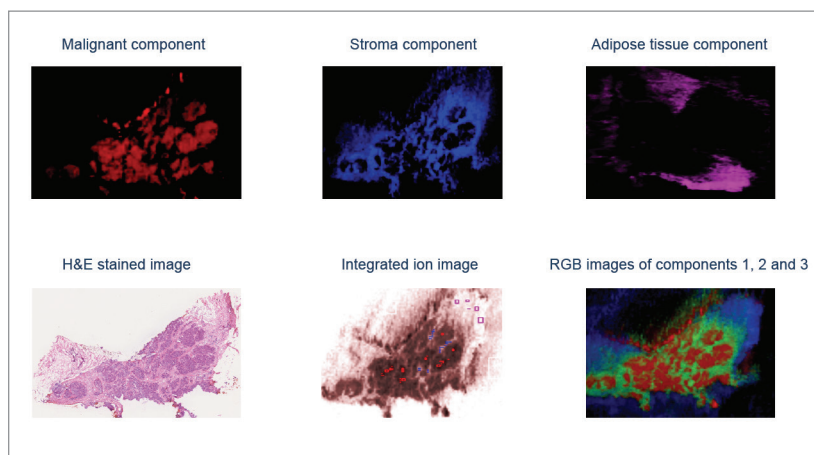 Malignant component
Stroma component
Adipose tissue component
H&E stained image
Integrated ion image
RGB images of components 1, 2 and 3